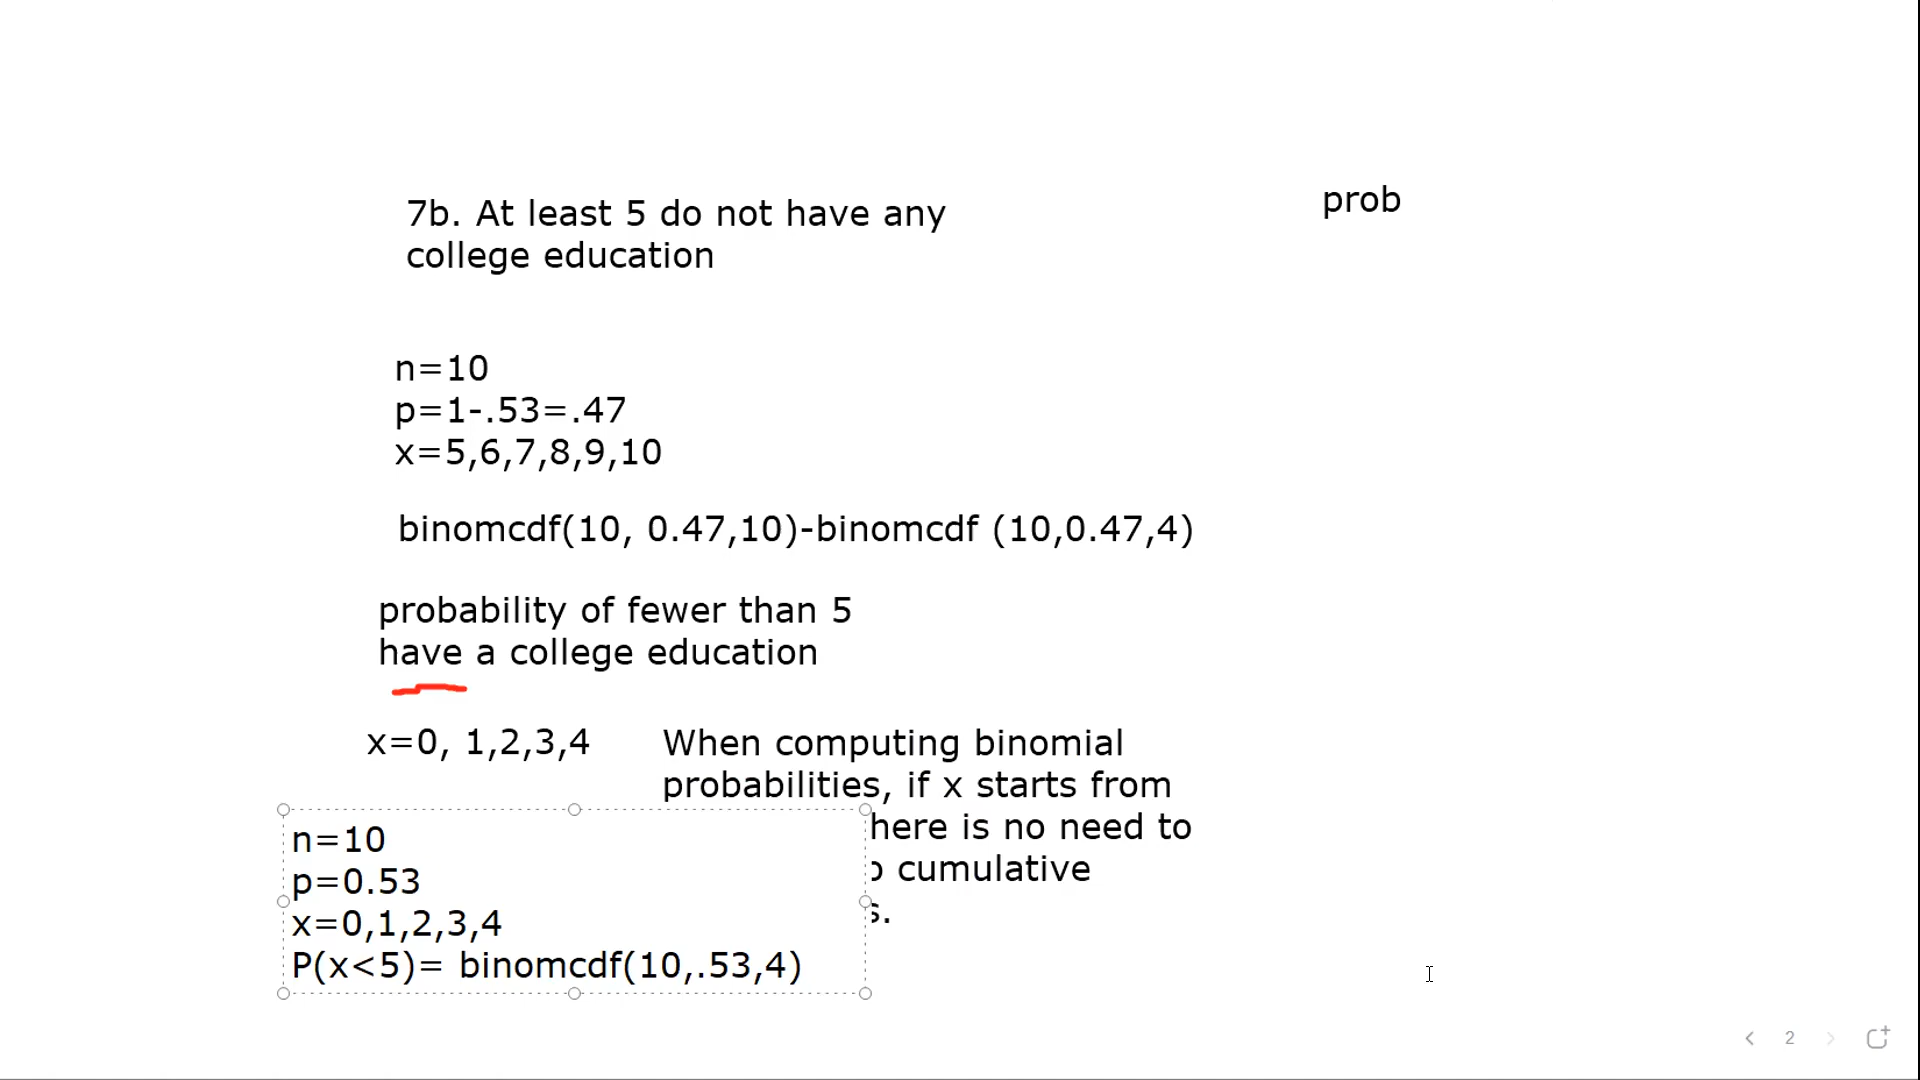 7b. At least 5 do not have any
college education
prob
n=10
p=1-.53=.47
x=5,6,7,8,9,10
binomcdf(10, 0.47,10)-binomcdf (10,0.47,4)
probability of fewer than 5
have a college education
x=0, 1,2,3,4
When computing binomial
probabilities, if x starts from
here is no need to
cumulative
s.
n=10
p=0.53
x=0,1,2,3,4
P(x<5)= binomcdf(10,.53,4)
2